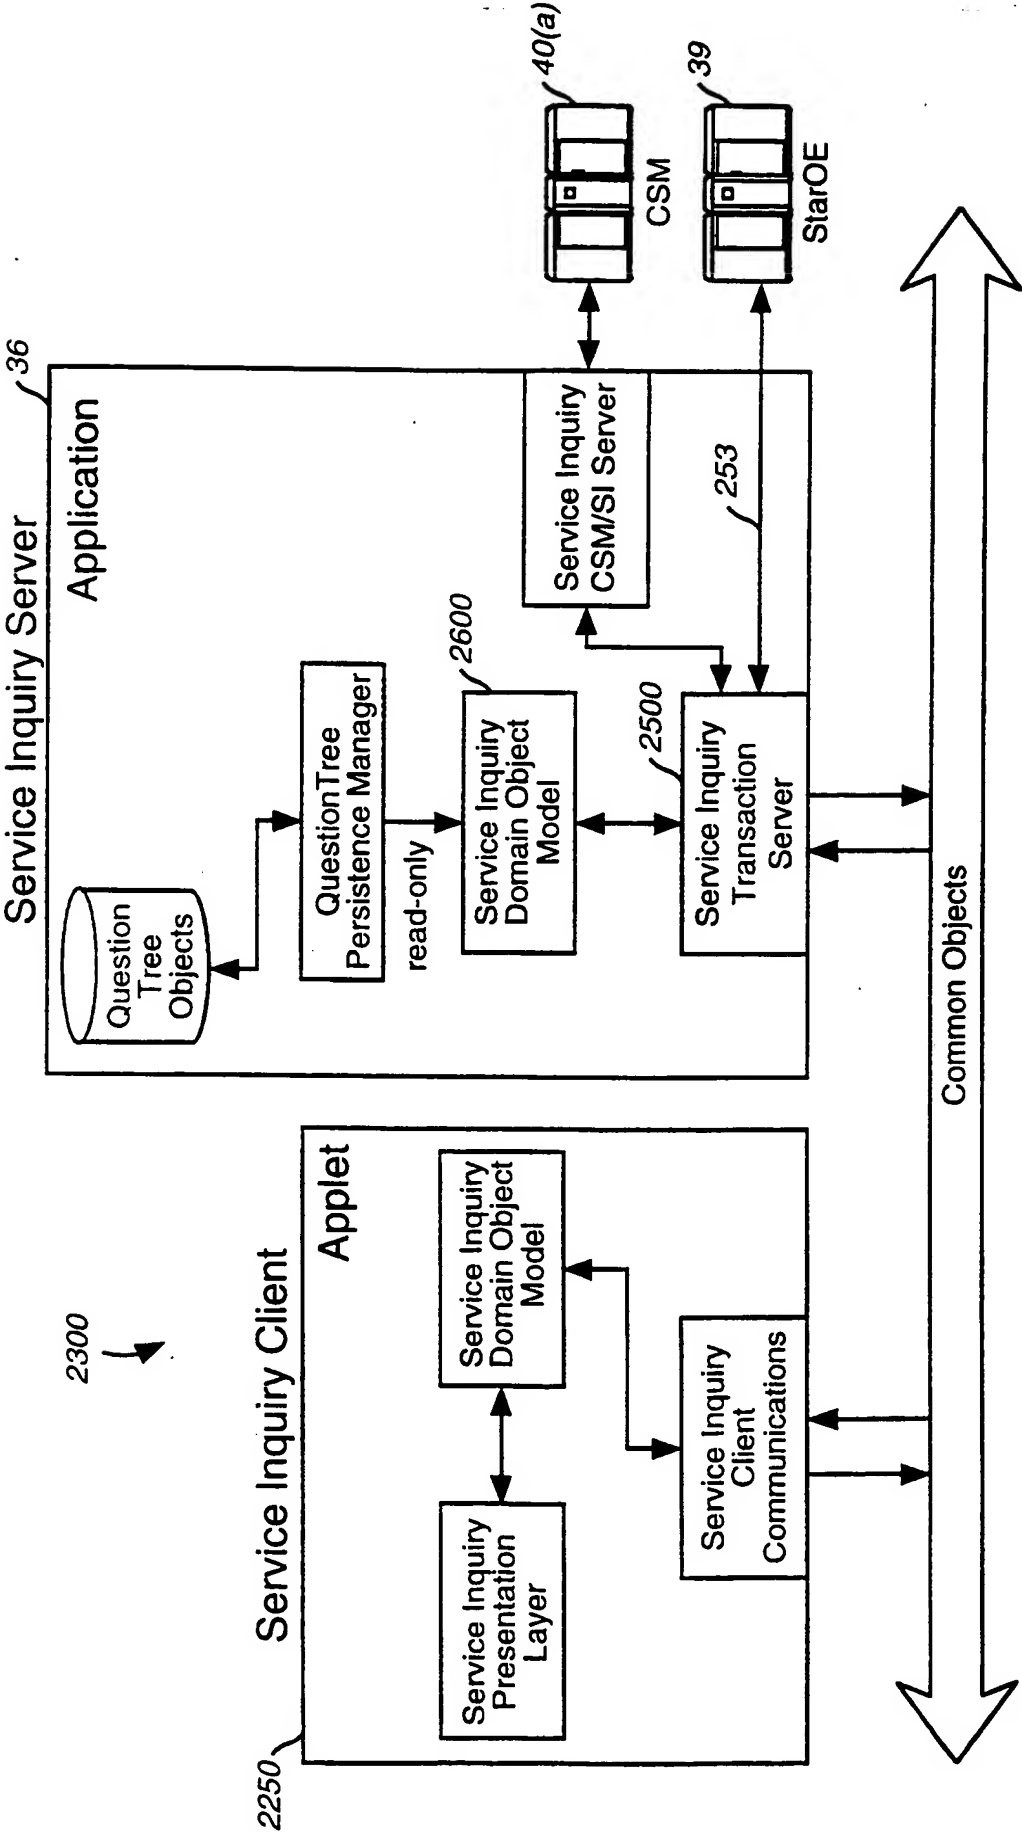 2300
Service Inquiry Client
2250
Applet
Service Inquiry
Presentation
Layer
Service Inquiry
Domain Object
Model
Service Inquiry
Client
Communications
Service Inquiry Server
36
Application
Question
Tree
Objects
QuestionTree
Persistence Manager
read-only
Service Inquiry
Domain Object
Model
2600
Service Inquiry
Transaction
Server
2500
Service Inquiry
CSM/SI Server
253
40(a)
CSM
39
StarOE
Common Objects